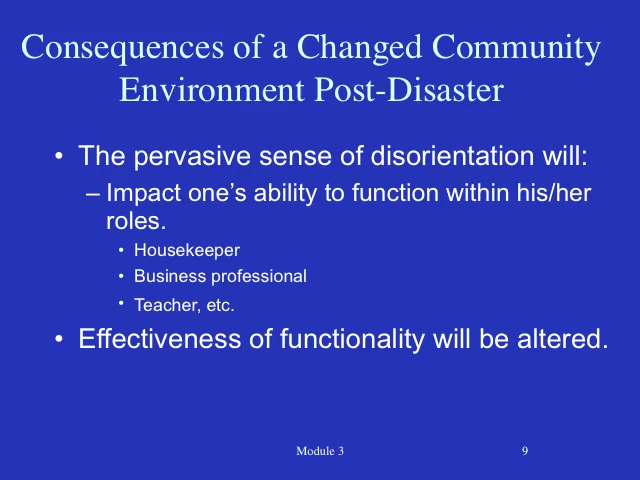 Consequences of a Changed Community
Environment Post-Disaster
• The pervasive sense of disorientation will:
– Impact one’s ability to function within his/her
roles.
• Housekeeper
• Business professional
• Teacher, etc.
• Effectiveness of functionality will be altered.
Module 3
9